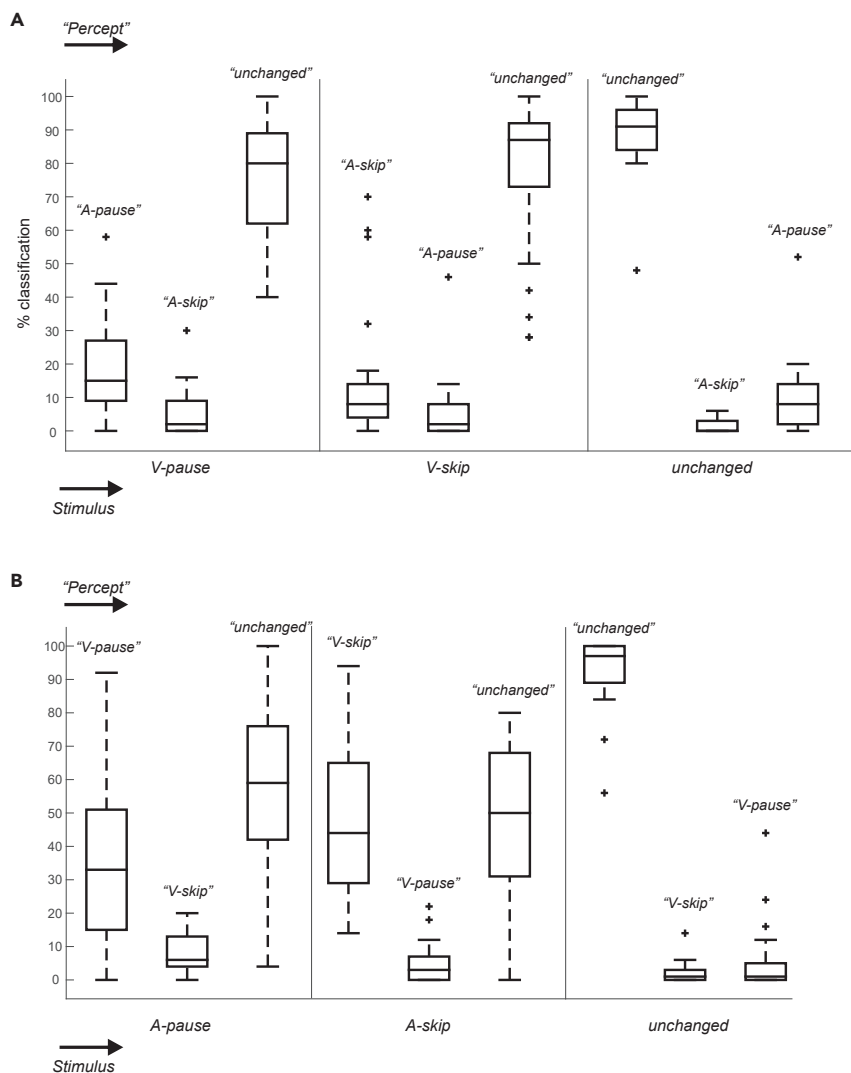 A
“Percept”
“unchanged”
“unchanged”
“unchanged”
“A-skip”
“A-pause”
“A-pause”
“A-pause”
“A-skip”
“A-skip”
% classification
100
90
80
70
60
50
40
30
20
10
0
V-pause
V-skip
unchanged
Stimulus
B
“Percept”
“unchanged”
“unchanged”
“V-pause”
“V-skip”
“unchanged”
“V-pause”
“V-skip”
“V-pause”
“V-skip”
100
90
80
70
60
50
40
30
20
10
0
A-pause
A-skip
unchanged
Stimulus